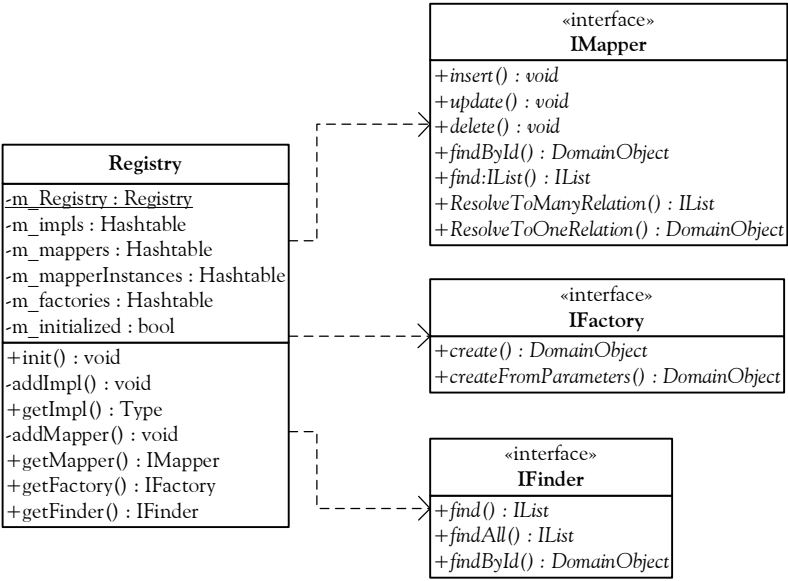 Registry
-m_Registry : Registry
-m_impls : Hashtable
-m_mappers : Hashtable
-m_mapperInstances : Hashtable
-m_factories : Hashtable
-m_initialized : bool
+init() : void
-addImpl() : void
+getImpl() : Type
-addMapper() : void
+getMapper() : IMapper
+getFactory() : IFactory
+getFinder() : IFinder
«interface»
IMapper
+insert() : void
+update() : void
+delete() : void
+findById() : DomainObject
+find:IList() : IList
+ResolveToManyRelation() : IList
+ResolveToOneRelation() : DomainObject
«interface»
IFactory
+create() : DomainObject
+createFromParameters() : DomainObject
«interface»
IFinder
+find() : IList
+findAll() : IList
+findById() : DomainObject